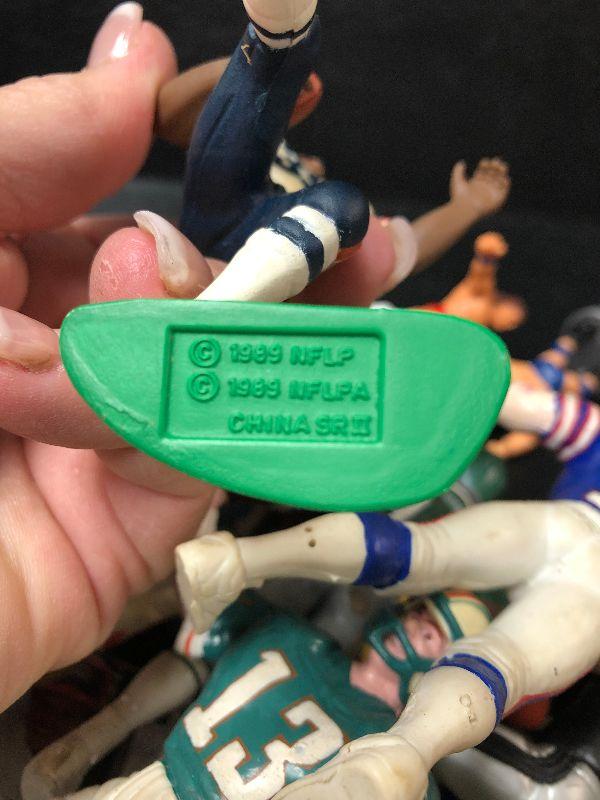 © 1989 NFLP
© 1989 NFLPA
CHINA SR II
13